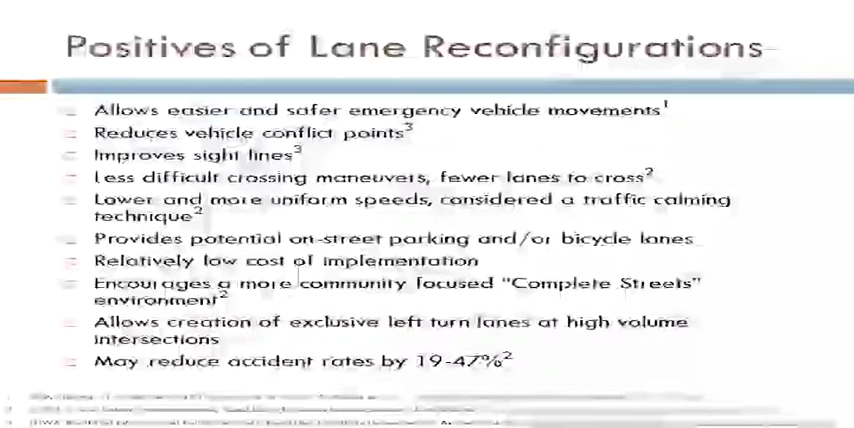 Positives of Lane Reconfigurations
Allows easier and safer emergency vehicle movements¹
Reduces vehicle conflict points³
Improves sight lines³
Less difficult crossing maneuvers, fewer lanes to cross²
Lower and more uniform speeds, considered a traffic calming
technique²
Provides potential on-street parking and/or bicycle lanes
Relatively low cost of implementation
Encourages a more community focused "Complete Streets"
environment²
Allows creation of exclusive left turn lanes at high volume
intersections
May reduce accident rates by 19-47%²